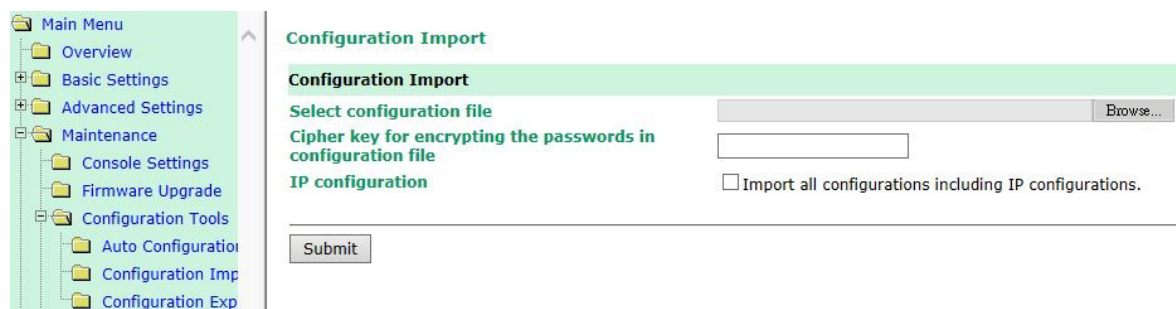 Main Menu
Overview
Basic Settings
Advanced Settings
Maintenance
Console Settings
Firmware Upgrade
Configuration Tools
Auto Configuration
Configuration Imp
Configuration Exp
Configuration Import
Configuration Import
Select configuration file
Browse...
Cipher key for encrypting the passwords in
configuration file
IP configuration
Import all configurations including IP configurations.
Submit